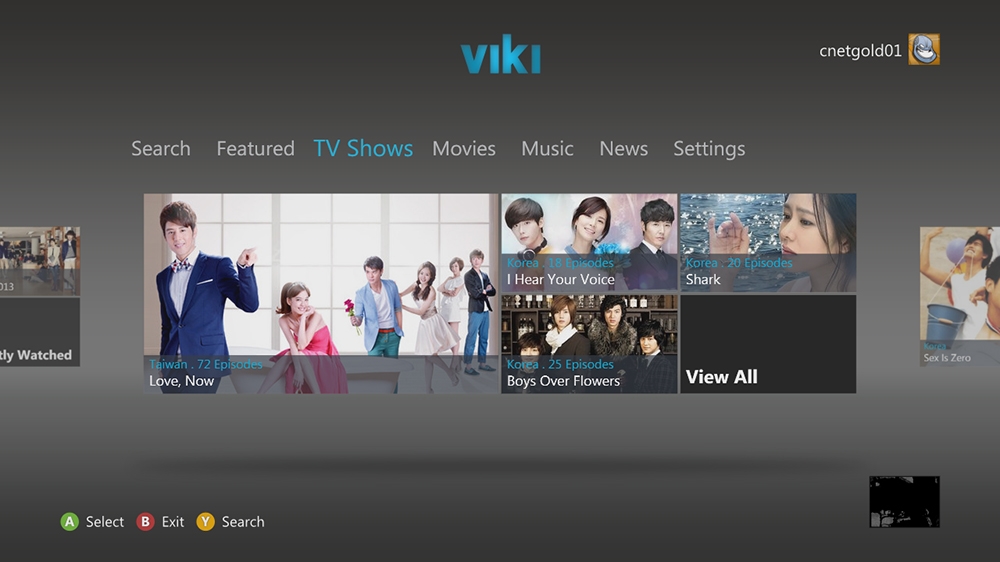 viki
cnetgold01
Search Featured TV Shows Movies Music News Settings
013
tly Watched
Taiwan . 72 Episodes
Love, Now
Korea . 18 Episodes
I Hear Your Voice
Korea . 20 Episodes
Shark
Korea . 25 Episodes
Boys Over Flowers
View All
Korea
Sex Is Zero
A Select B Exit Y Search